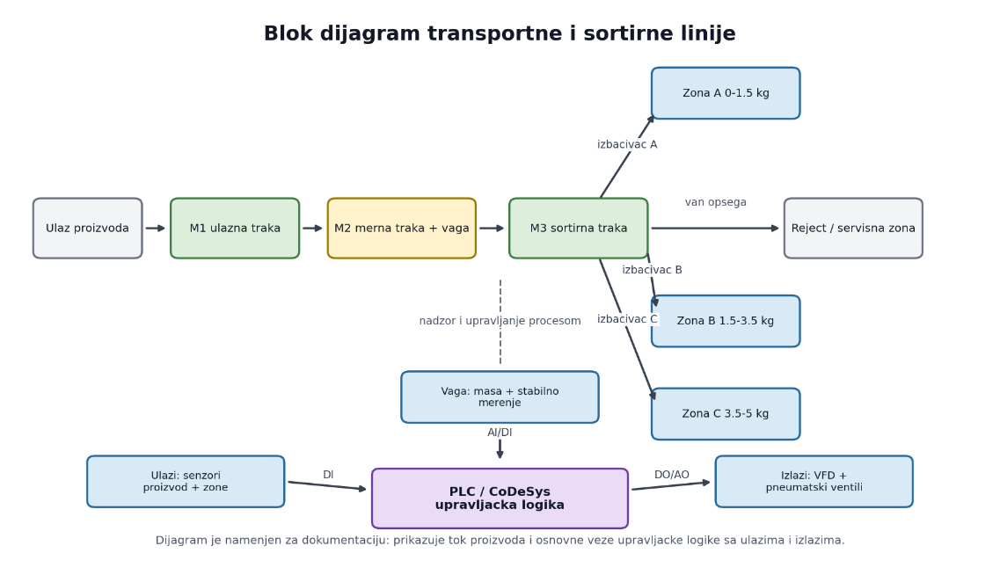 Blok dijagram transportne i sortirne linije
Zona A 0-1.5 kg
izbacivac A
van opsega
Ulaz proizvoda
M1 ulazna traka
M2 merna traka + vaga
M3 sortirna traka
Reject / servisna zona
izbacivac B
nadzor i upravljanje procesom
izbacivac C
Zona B 1.5-3.5 kg
Vaga: masa + stabilno
merenje
Zona C 3.5-5 kg
AI/DI
Ulazi: senzori
proizvod + zone
DI
PLC / CoDeSys
upravljacka logika
DO/AO
Izlazi: VFD +
pneumatski ventili
Dijagram je namenjen za dokumentaciju: prikazuje tok proizvoda i osnovne veze upravljacke logike sa ulazima i izlazima.